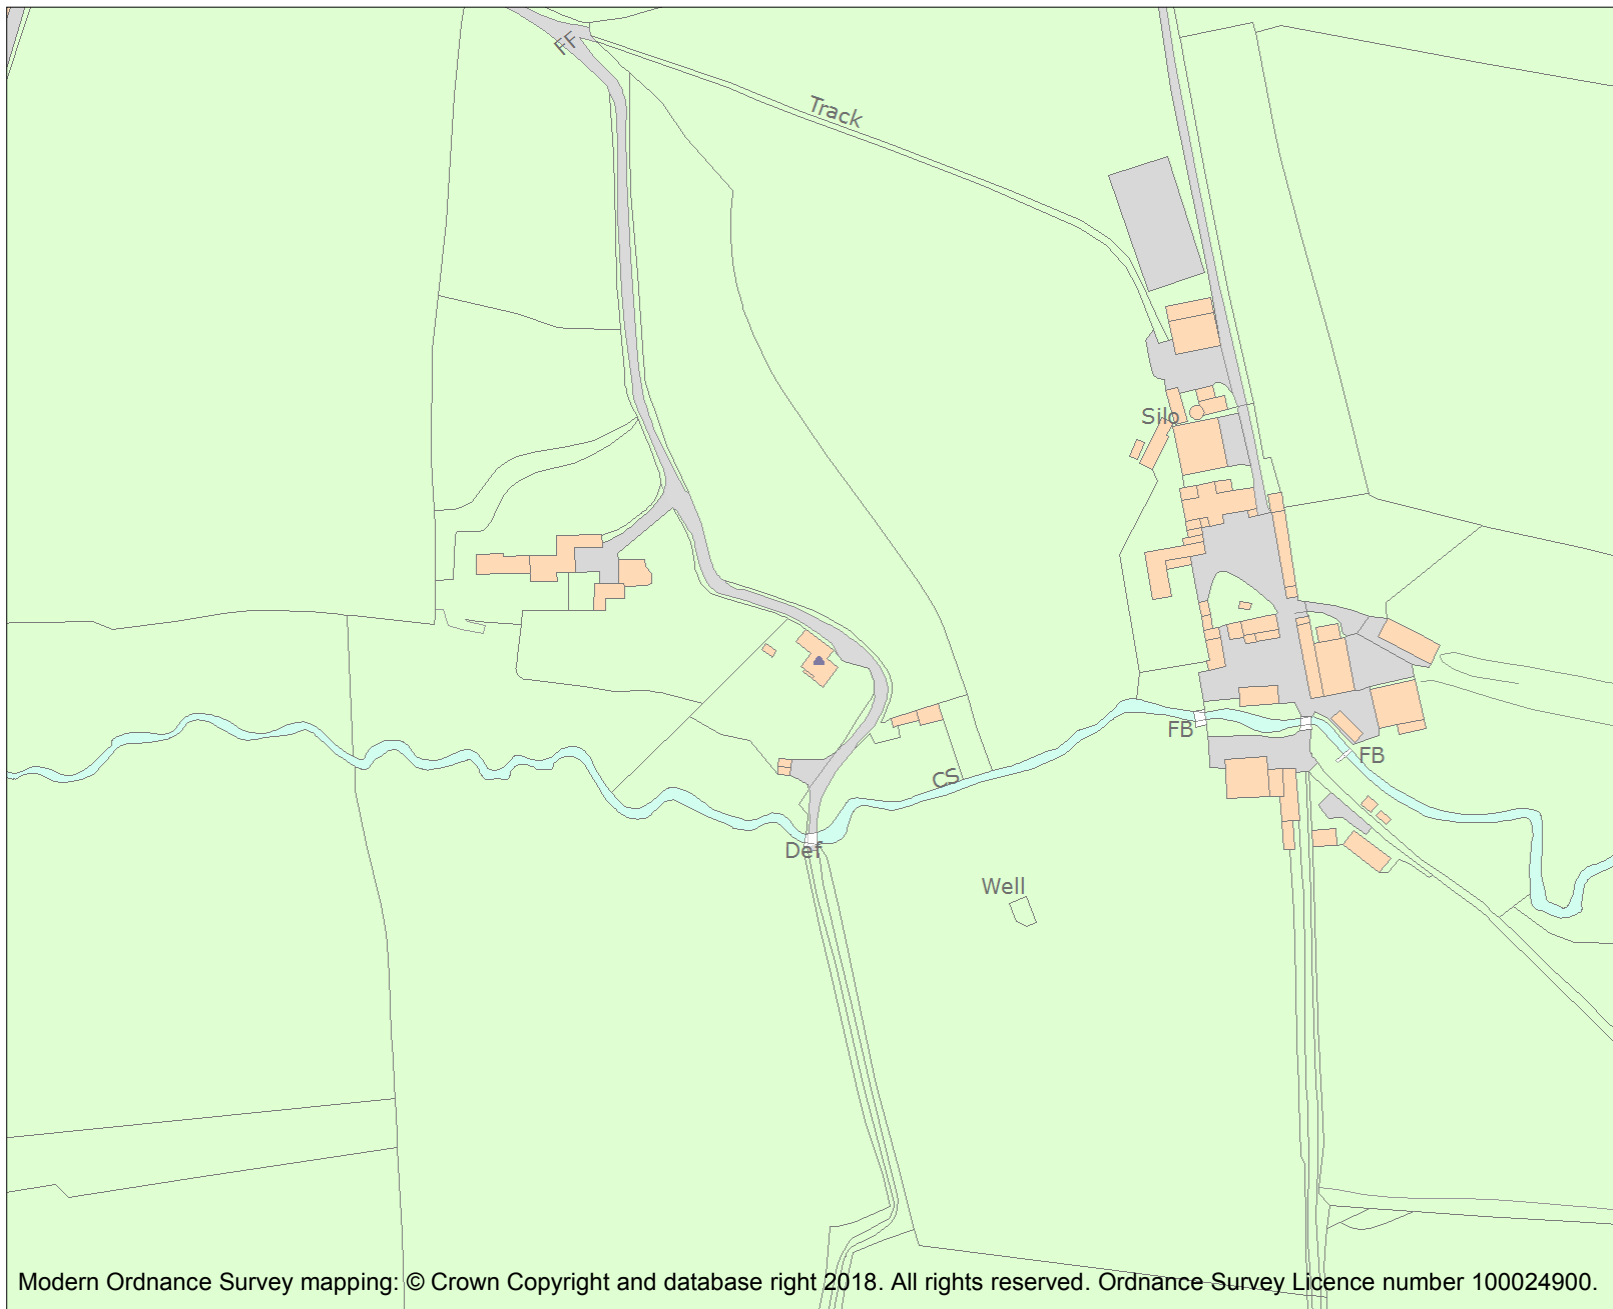 FF
Track
Silo
FB
FB
CS
Def
Well
Modern Ordnance Survey mapping: © Crown Copyright and database right 2018. All rights reserved. Ordnance Survey Licence number 100024900.